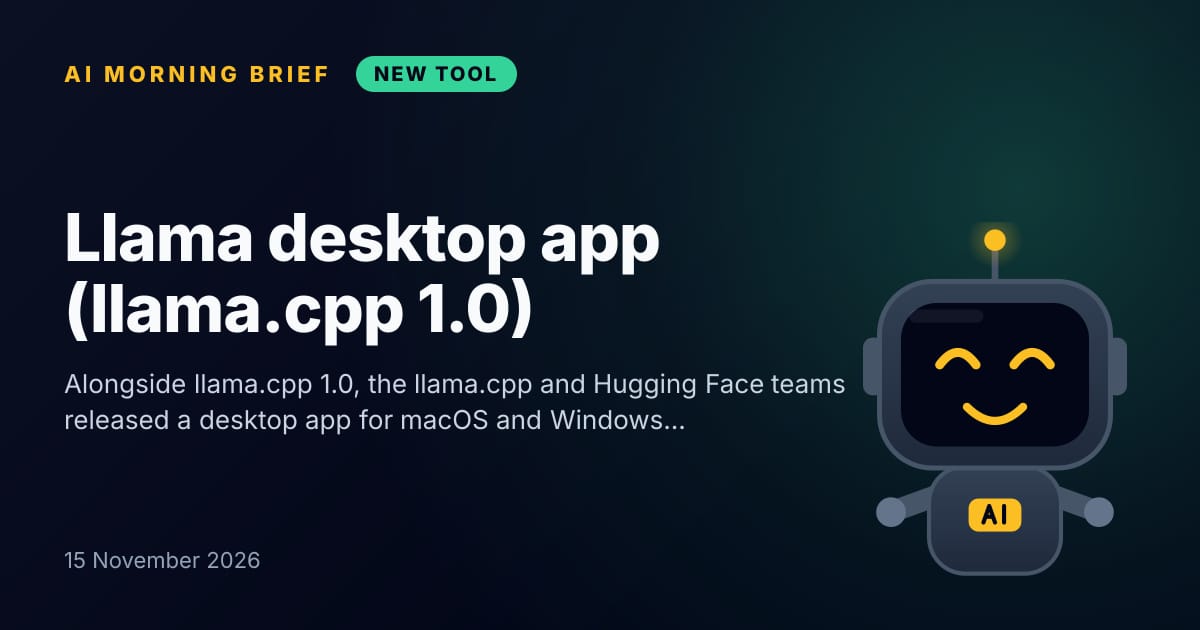 AI MORNING BRIEF
NEW TOOL
Llama desktop app
(llama.cpp 1.0)
Alongside llama.cpp 1.0, the llama.cpp and Hugging Face teams
released a desktop app for macOS and Windows...
AI
15 November 2026